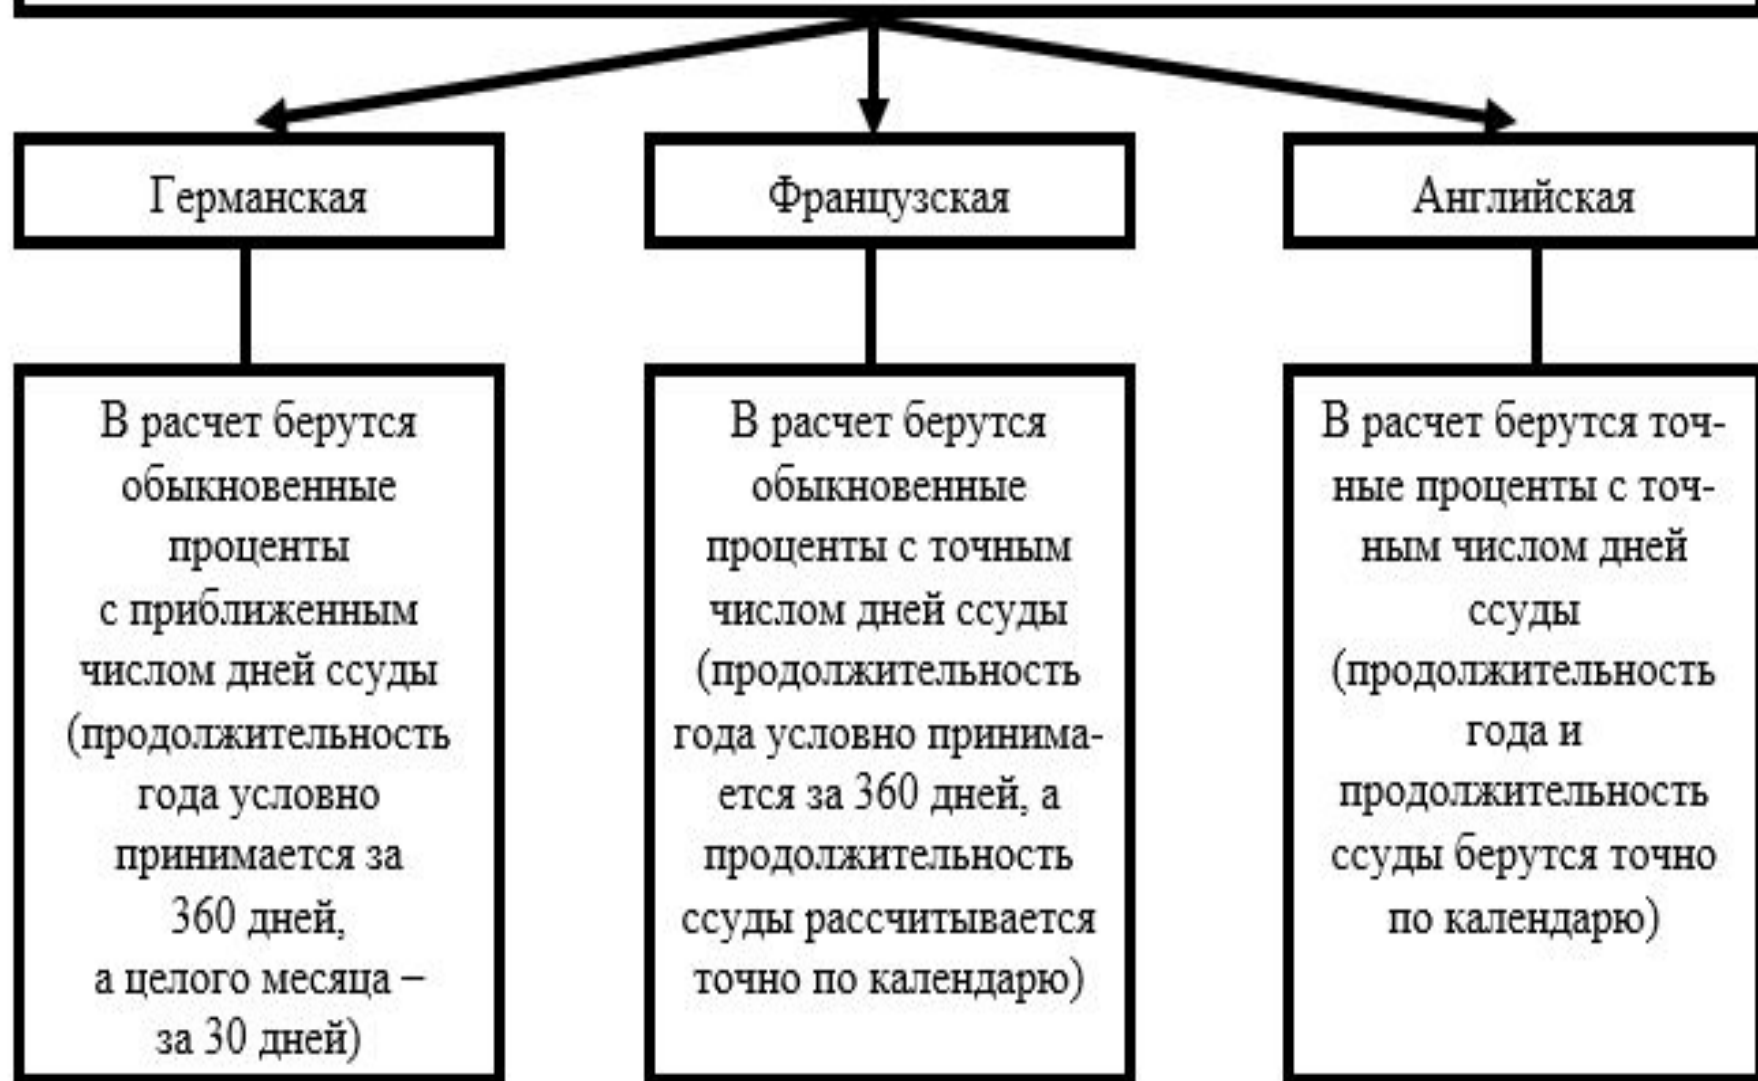 Германская
Французская
Английская
В расчет берутся
обыкновенные
проценты
с приближенным
числом дней ссуды
(продолжительность
года условно
принимается за
360 дней,
а целого месяца –
за 30 дней)
В расчет берутся
обыкновенные
проценты с точным
числом дней ссуды
(продолжительность
года условно принима-
ется за 360 дней, а
продолжительность
ссуды рассчитывается
точно по календарю)
В расчет берутся точ-
ные проценты с точ-
ным числом дней
ссуды
(продолжительность
года и
продолжительность
ссуды берутся точно
по календарю)